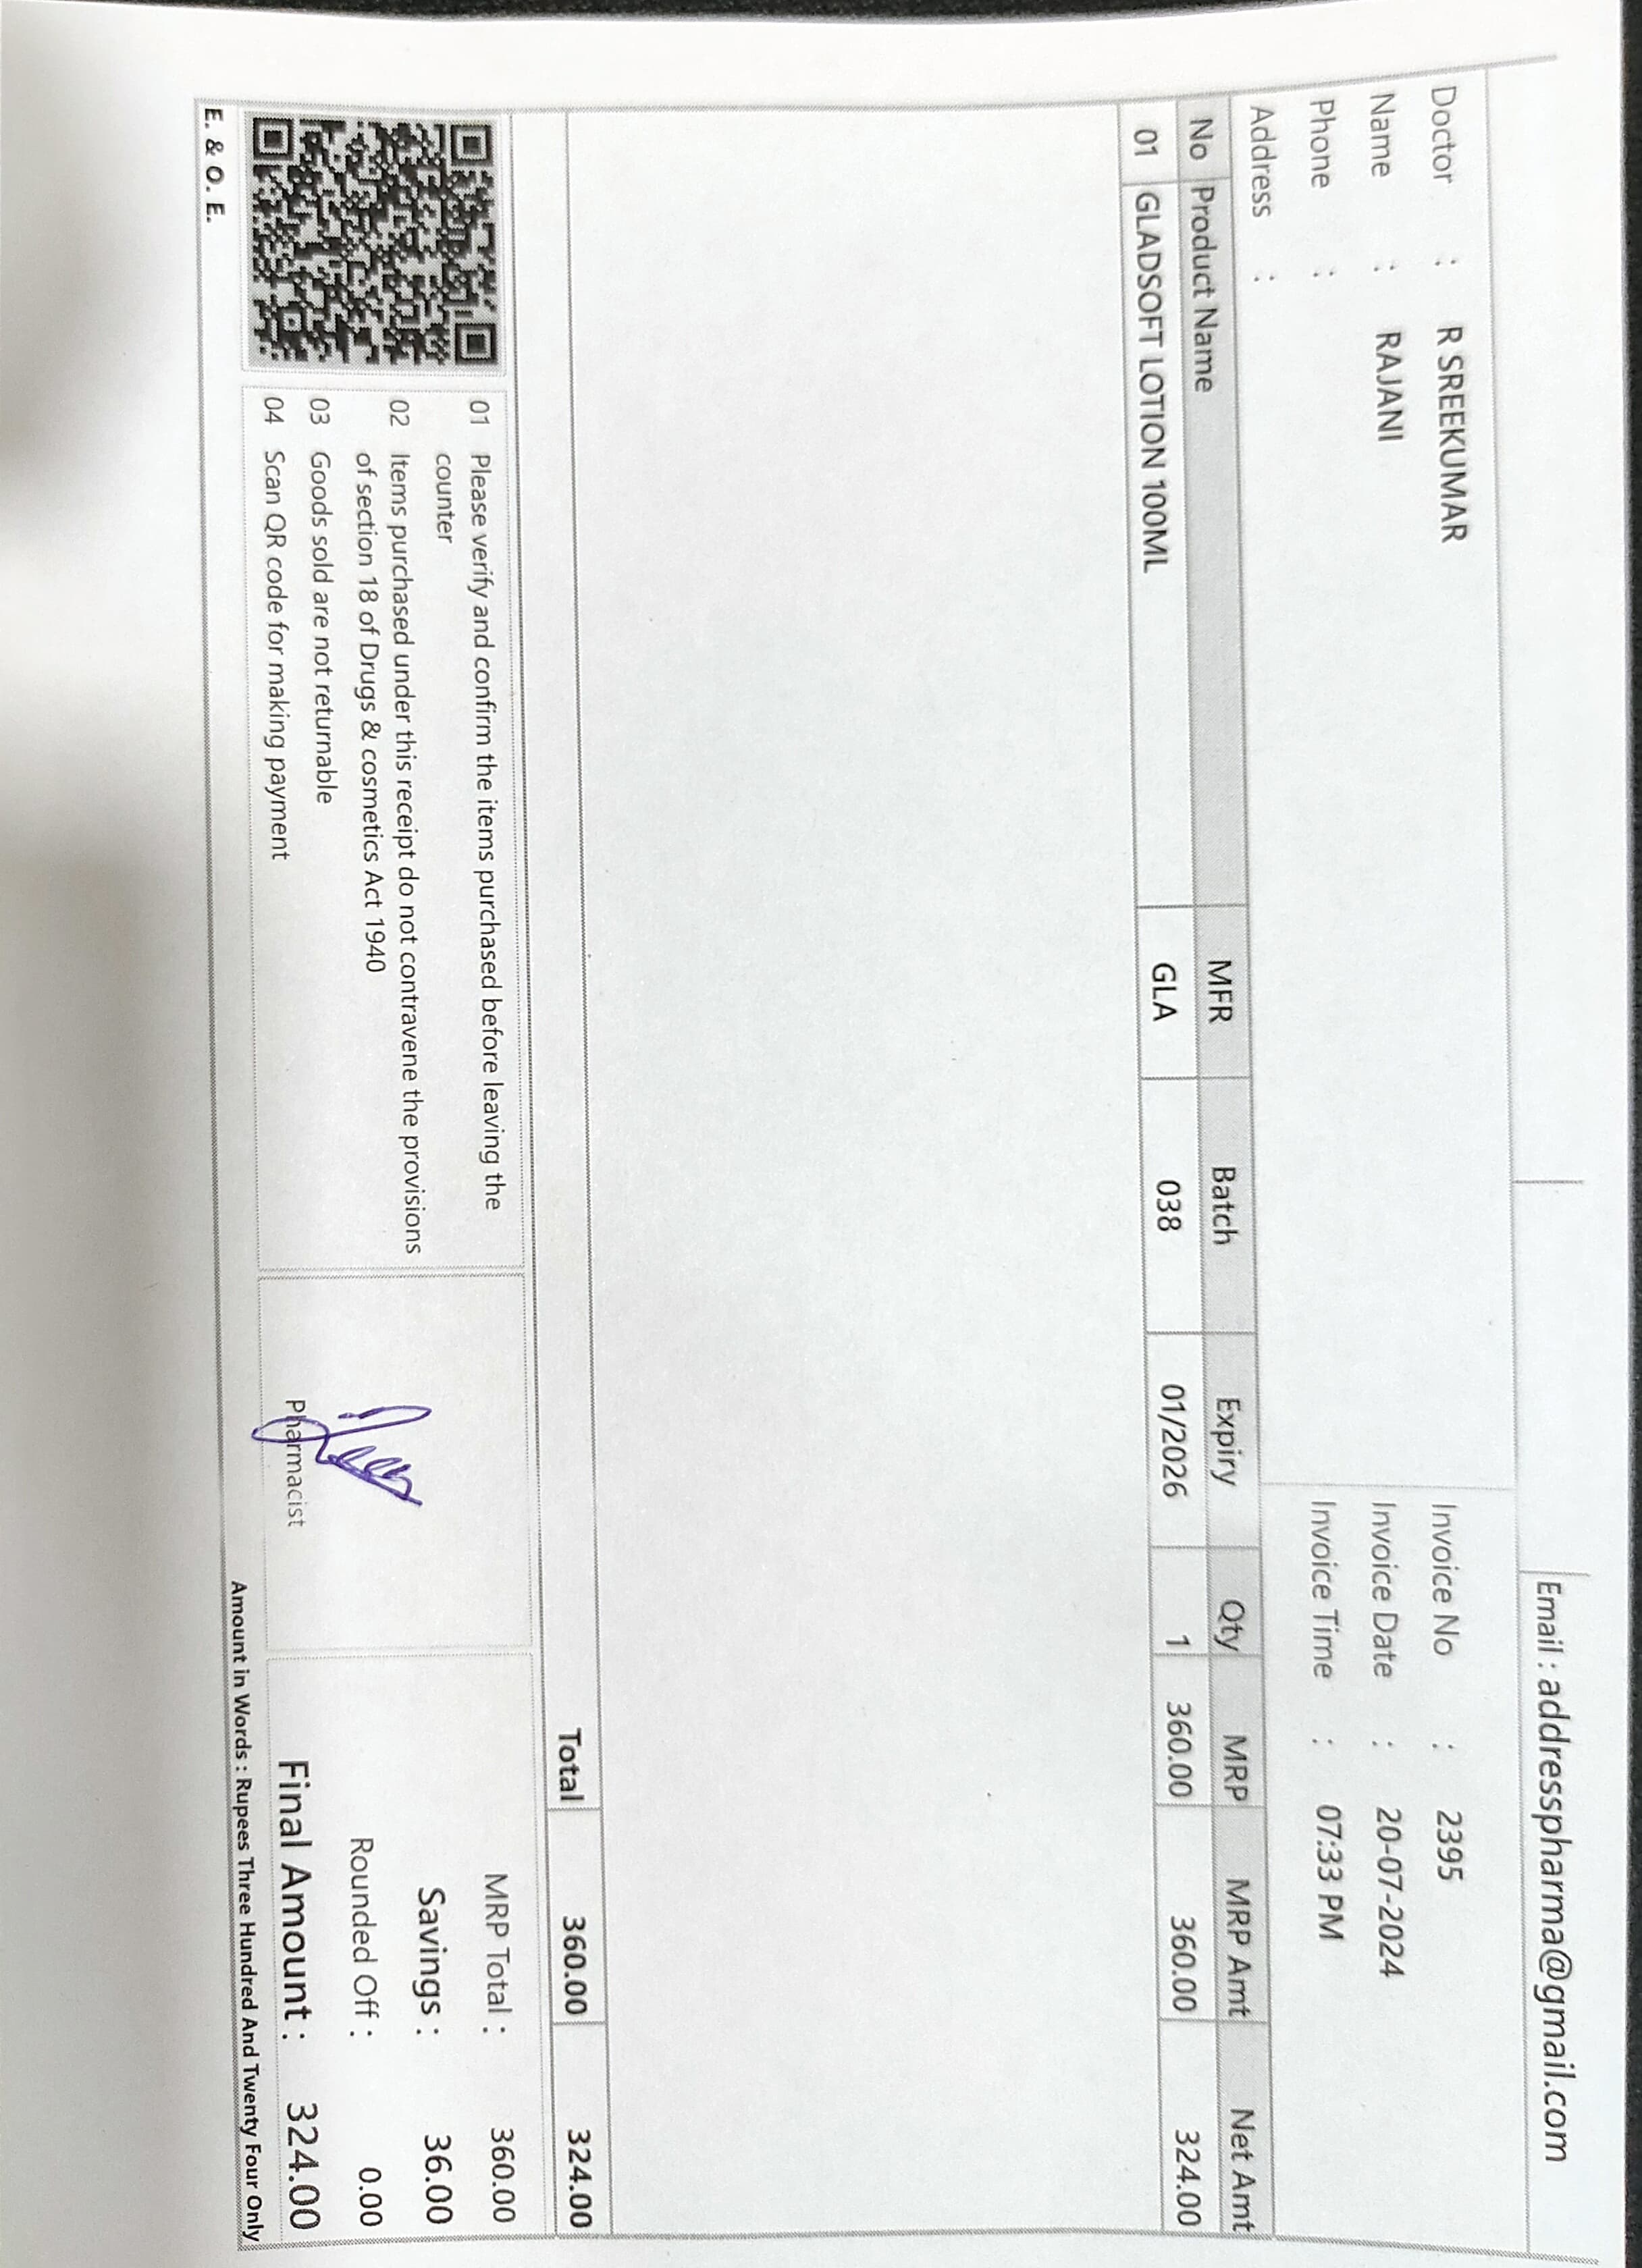 Email : addresspharma@gmail.com
Doctor : R SREEKUMAR
Name : RAJANI
Phone :
Address :
Invoice No : 2395
Invoice Date : 20-07-2024
Invoice Time : 07:33 PM
No Product Name MFR Batch Expiry Qty MRP MRP Amt Net Amt
01 GLADSOFT LOTION 100ML GLA 038 01/2026 1 360.00 360.00 324.00
Total 360.00 324.00
01 Please verify and confirm the items purchased before leaving the
counter
02 Items purchased under this receipt do not contravene the provisions
of section 18 of Drugs & cosmetics Act 1940
03 Goods sold are not returnable
04 Scan QR code for making payment
Pharmacist
MRP Total : 360.00
Savings : 36.00
Rounded Off : 0.00
Final Amount : 324.00
Amount in Words : Rupees Three Hundred And Twenty Four Only
E. & O. E.